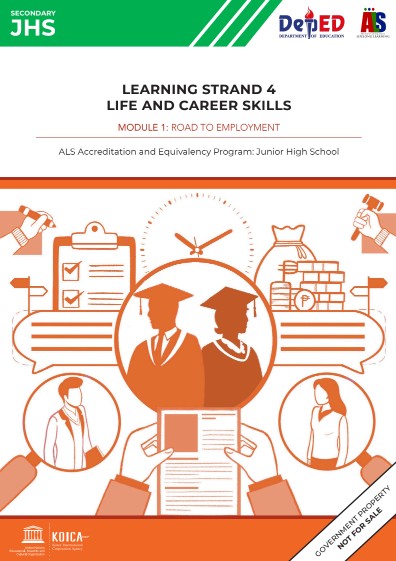 SECONDARY
JHS
DepED
DEPARTMENT OF EDUCATION
ALS
LEARNING STRAND 4
LIFE AND CAREER SKILLS
MODULE 1: ROAD TO EMPLOYMENT
ALS Accreditation and Equivalency Program: Junior High School
KOICA
GOVERNMENT PROPERTY
NOT FOR SALE